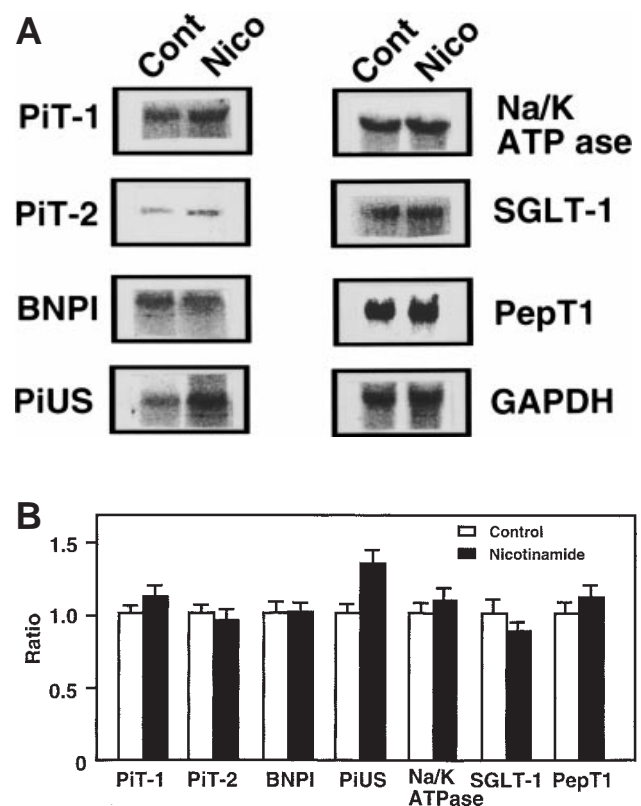 A
Cont Nico
Cont Nico
PiT-1
Na/K
ATP ase
PiT-2
SGLT-1
BNPI
PepT1
PiUS
GAPDH
B
Control
Nicotinamide
Ratio
1.5
1.0
0.5
0
PiT-1 PiT-2 BNPI PiUS Na/K SGLT-1 PepT1
ATPase